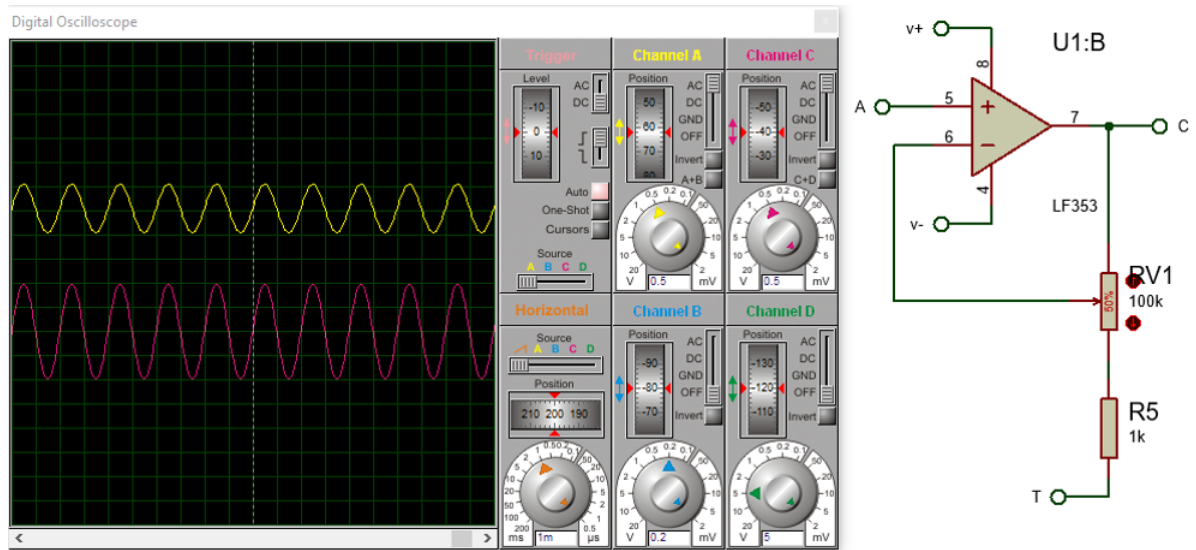 Digital Oscilloscope
Trigger
Level
-10
0
10
AC
DC
Auto
One-Shot
Cursors
Source
A B C D
Channel A
Position
50
60
70
80
AC
DC
GND
OFF
Invert
A+B
V 0.5 mV
Channel C
Position
-50
-40
-30
AC
DC
GND
OFF
Invert
C+D
V 0.5 mV
Horizontal
Source
A B C D
Position
210 200 190
ms 1m µs
Channel B
Position
-90
-80
-70
AC
DC
GND
OFF
Invert
V 0.2 mV
Channel D
Position
-130
-120
-110
AC
DC
GND
OFF
Invert
V 5 mV
v+
U1:B
8
A
5
7
C
6
4
LF353
v-
RV1
50%
100k
R5
1k
T